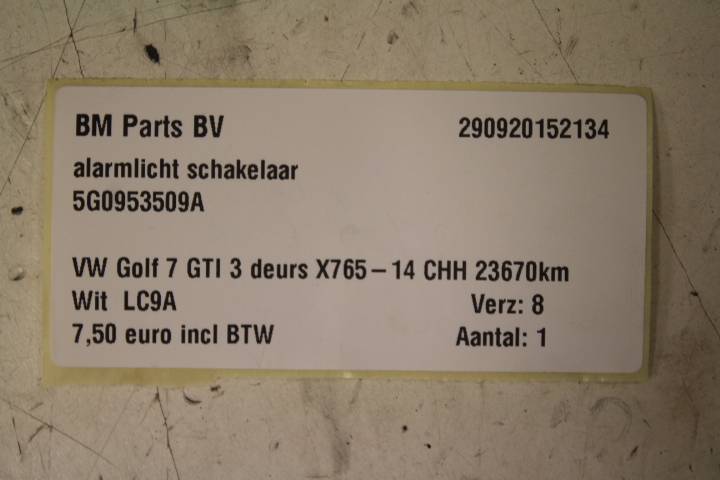 BM Parts BV 290920152134
alarmlicht schakelaar
5G0953509A
VW Golf 7 GTI 3 deurs X765-14 CHH 23670km
Wit LC9A Verz: 8
7,50 euro incl BTW Aantal: 1